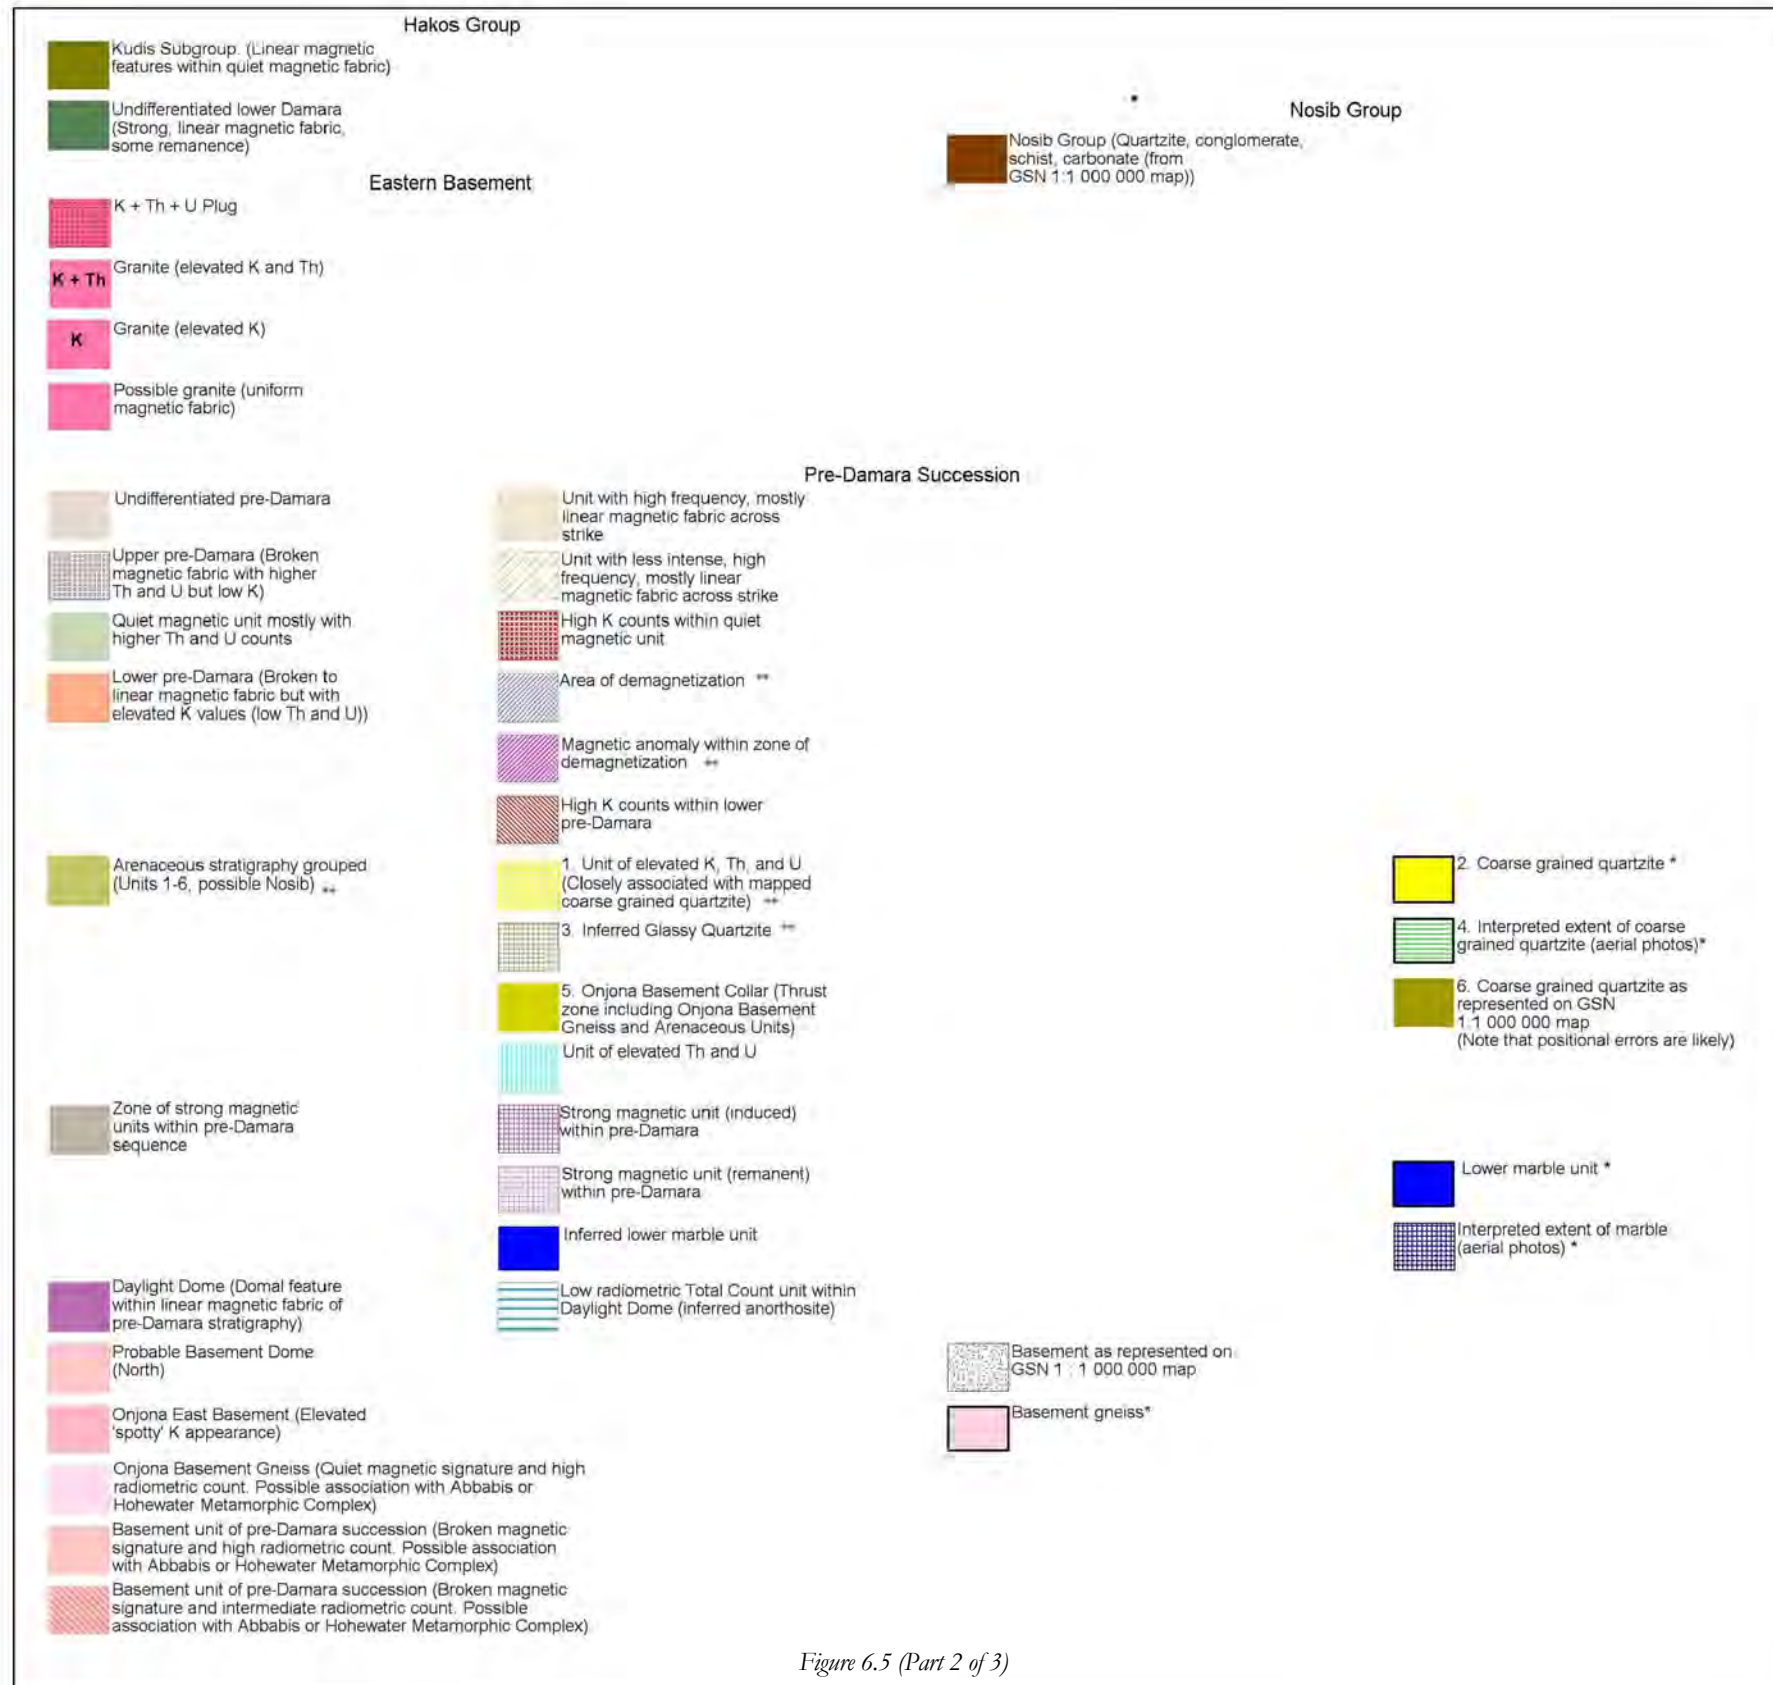 Hakos Group
Kudis Subgroup. (Linear magnetic
features within quiet magnetic fabric)
Undifferentiated lower Damara
(Strong, linear magnetic fabric,
some remanence)
Nosib Group
Nosib Group (Quartzite, conglomerate,
schist, carbonate (from
GSN 1:1 000 000 map))
Eastern Basement
K + Th + U Plug
K + Th
Granite (elevated K and Th)
K
Granite (elevated K)
Possible granite (uniform
magnetic fabric)
Pre-Damara Succession
Undifferentiated pre-Damara
Upper pre-Damara (Broken
magnetic fabric with higher
Th and U but low K)
Quiet magnetic unit mostly with
higher Th and U counts
Lower pre-Damara (Broken to
linear magnetic fabric but with
elevated K values (low Th and U))
Arenaceous stratigraphy grouped
(Units 1-6, possible Nosib) **
Zone of strong magnetic
units within pre-Damara
sequence
Daylight Dome (Domal feature
within linear magnetic fabric of
pre-Damara stratigraphy)
Probable Basement Dome
(North)
Onjona East Basement (Elevated
'spotty' K appearance)
Onjona Basement Gneiss (Quiet magnetic signature and high
radiometric count. Possible association with Abbabis or
Hohewater Metamorphic Complex)
Basement unit of pre-Damara succession (Broken magnetic
signature and high radiometric count. Possible association
with Abbabis or Hohewater Metamorphic Complex)
Basement unit of pre-Damara succession (Broken magnetic
signature and intermediate radiometric count. Possible
association with Abbabis or Hohewater Metamorphic Complex)
Unit with high frequency, mostly
linear magnetic fabric across
strike
Unit with less intense, high
frequency, mostly linear
magnetic fabric across strike
High K counts within quiet
magnetic unit
Area of demagnetization **
Magnetic anomaly within zone of
demagnetization **
High K counts within lower
pre-Damara
1. Unit of elevated K, Th, and U
(Closely associated with mapped
coarse grained quartzite) **
3. Inferred Glassy Quartzite **
5. Onjona Basement Collar (Thrust
zone including Onjona Basement
Gneiss and Arenaceous Units)
Unit of elevated Th and U
Strong magnetic unit (induced)
within pre-Damara
Strong magnetic unit (remanent)
within pre-Damara
Inferred lower marble unit
Low radiometric Total Count unit within
Daylight Dome (inferred anorthosite)
Basement as represented on
GSN 1 : 1 000 000 map
Basement gneiss*
2. Coarse grained quartzite *
4. Interpreted extent of coarse
grained quartzite (aerial photos)*
6. Coarse grained quartzite as
represented on GSN
1:1 000 000 map
(Note that positional errors are likely)
Lower marble unit *
Interpreted extent of marble
(aerial photos) *
Figure 6.5 (Part 2 of 3)